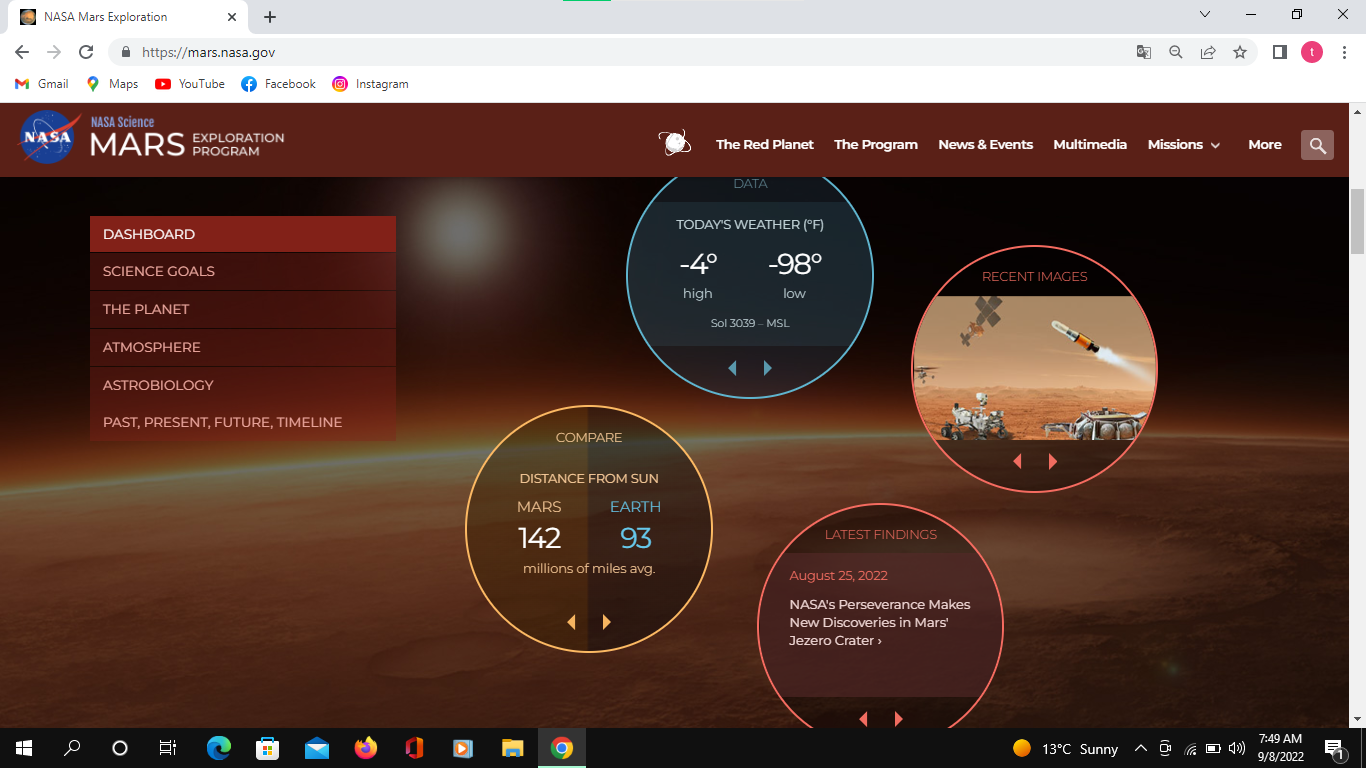 NASA Mars Exploration
https://mars.nasa.gov
t
Gmail
Maps
YouTube
Facebook
Instagram
NASA
NASA Science
MARS EXPLORATION PROGRAM
The Red Planet
The Program
News & Events
Multimedia
Missions
More
DASHBOARD
SCIENCE GOALS
THE PLANET
ATMOSPHERE
ASTROBIOLOGY
PAST, PRESENT, FUTURE, TIMELINE
DATA
TODAY'S WEATHER (°F)
-4° -98°
high low
Sol 3039 – MSL
RECENT IMAGES
COMPARE
DISTANCE FROM SUN
MARS EARTH
142 93
millions of miles avg.
LATEST FINDINGS
August 25, 2022
NASA's Perseverance Makes
New Discoveries in Mars'
Jezero Crater ›
13°C Sunny
7:49 AM
9/8/2022
1